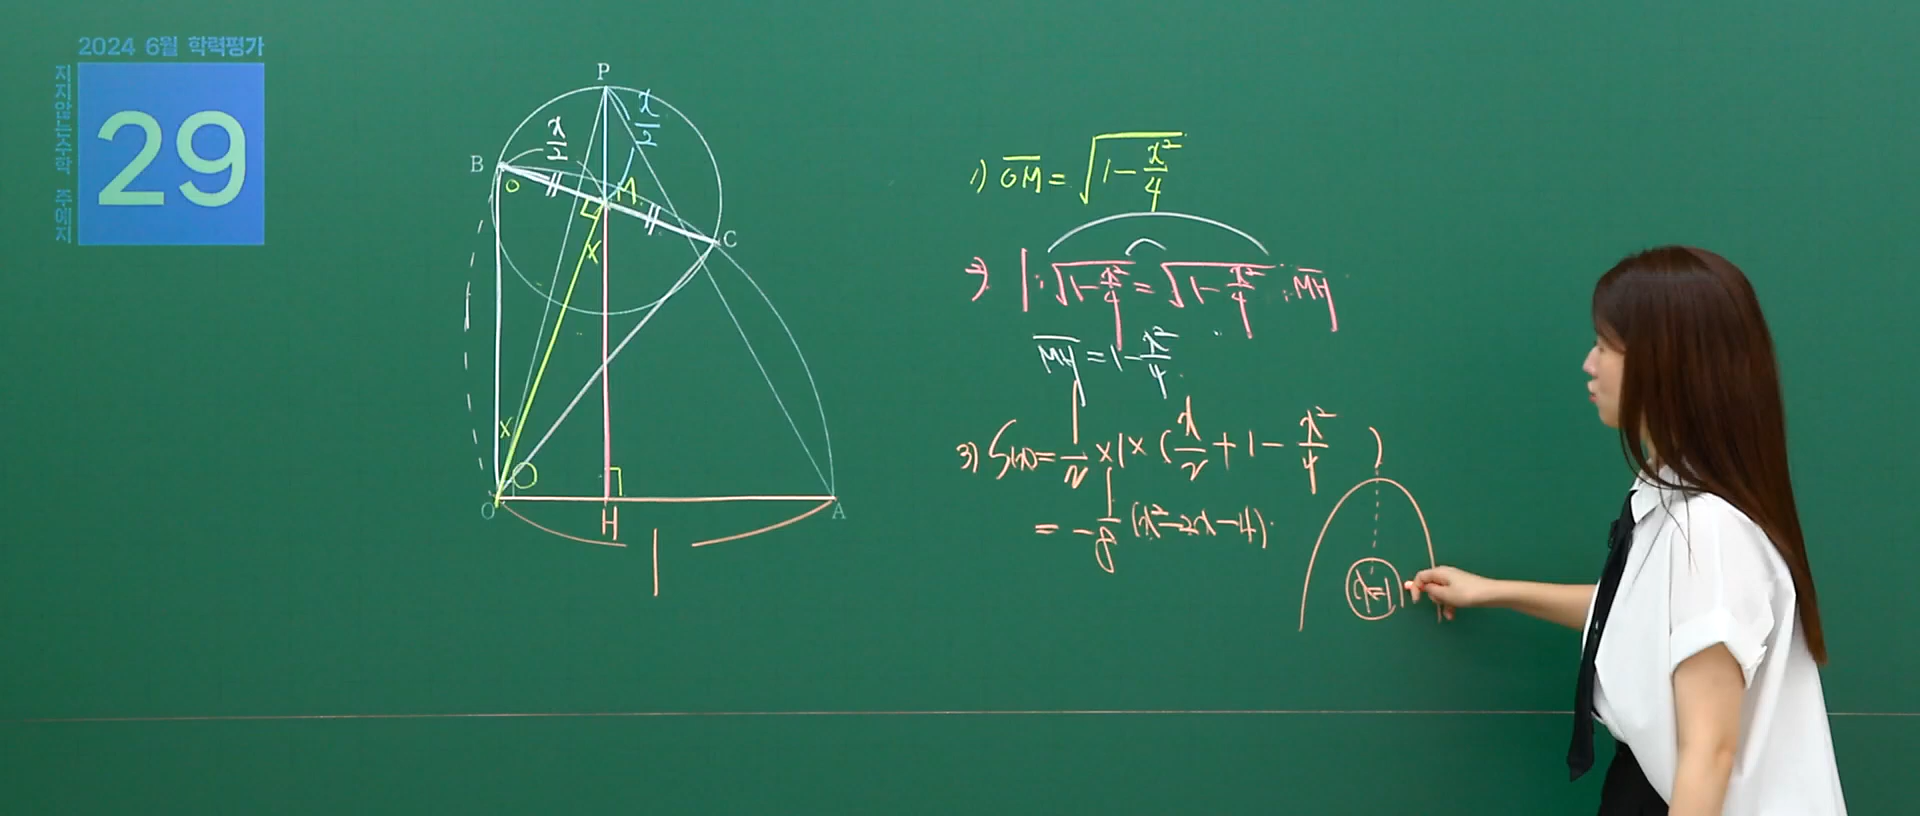 2024 6월 학력평가
지지않는수학 주예지
29
P
x/2
x/2
B
M
C
x
x
O
H
A
1
1) OM = √(1 - x²/4)
2) 1 : √(1 - x²/4) = √(1 - x²/4) : MH
MH = 1 - x²/4
3) S(x) = 1/2 × 1 × (x/2 + 1 - x²/4)
= -1/8 (x² - 2x - 4)
x=1